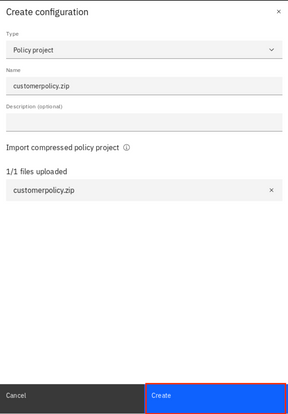 Create configuration
Type
Policy project
Name
customerpolicy.zip
Description (optional)
Import compressed policy project
1/1 files uploaded
customerpolicy.zip
Cancel
Create